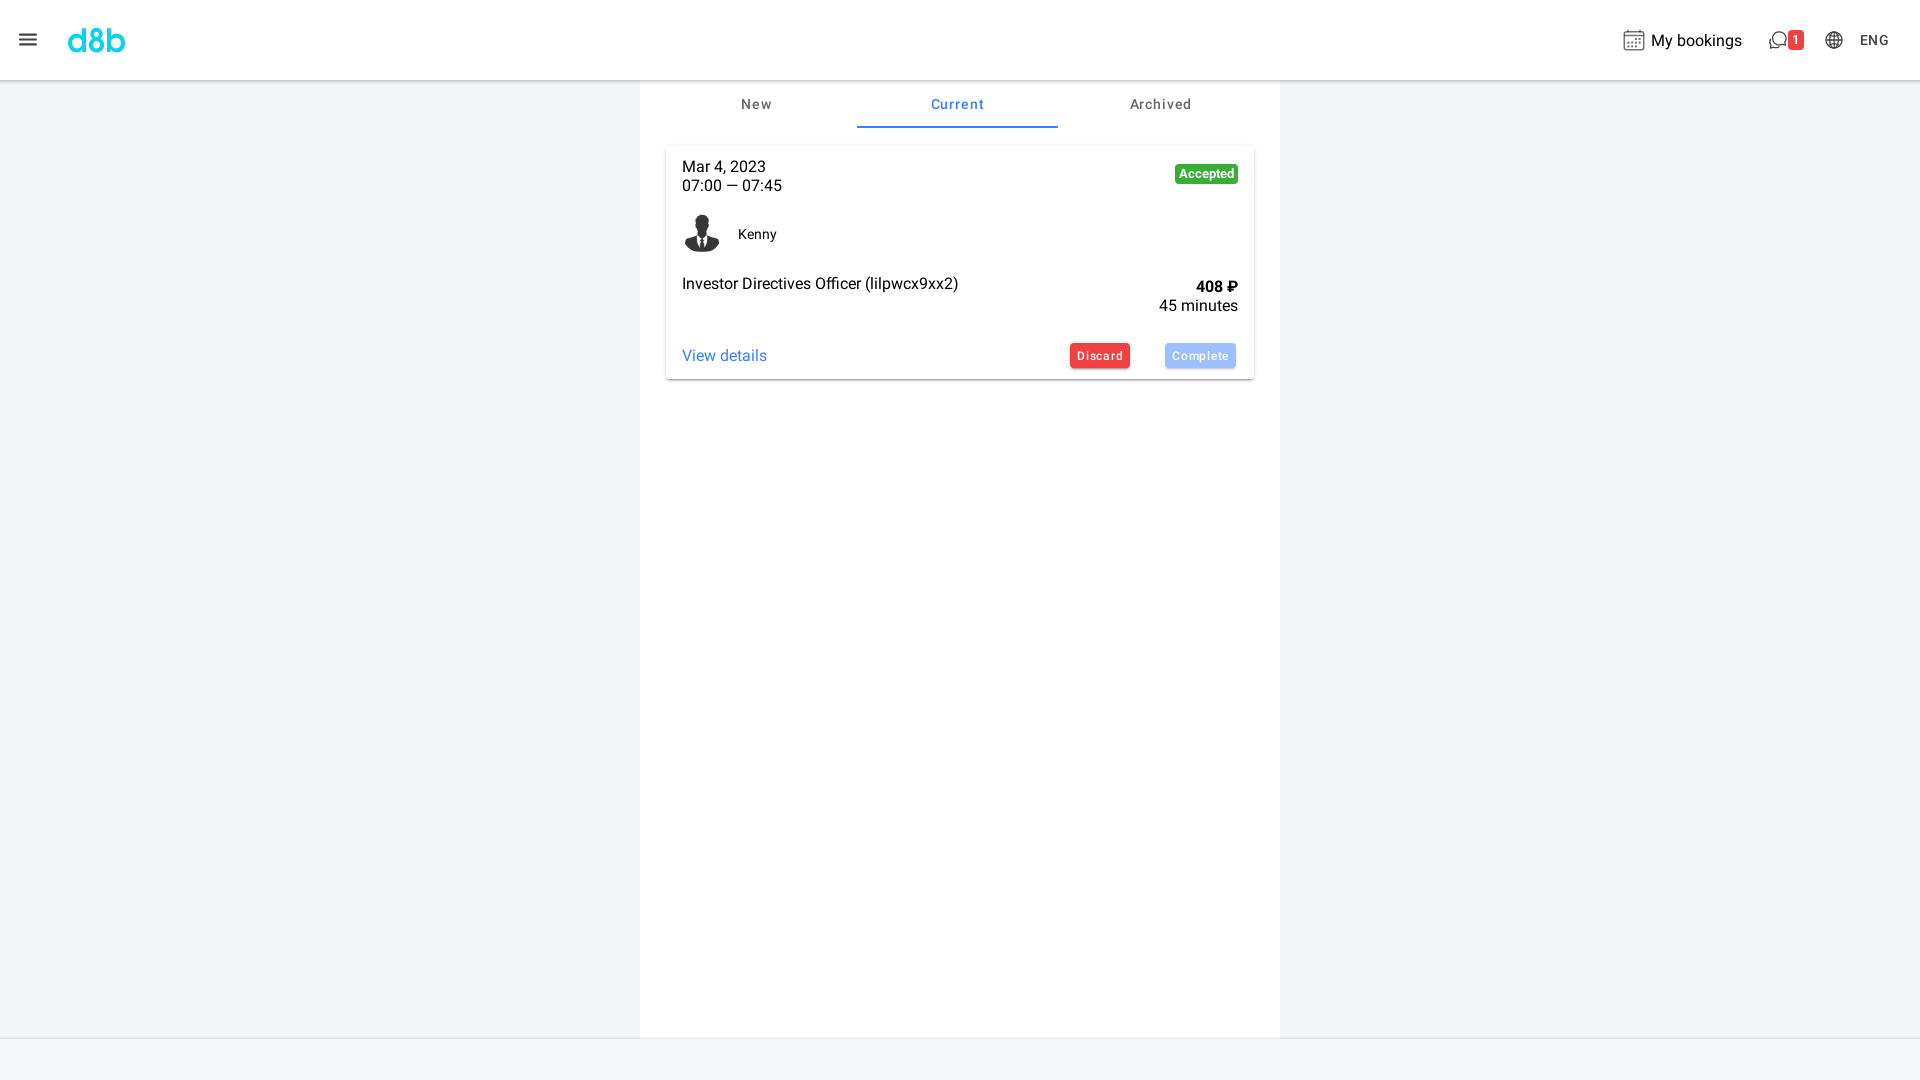 d8b
My bookings
1
ENG
New
Current
Archived
Mar 4, 2023
07:00 — 07:45
Accepted
Kenny
Investor Directives Officer (lilpwcx9xx2)
408 ₽
45 minutes
View details
Discard
Complete